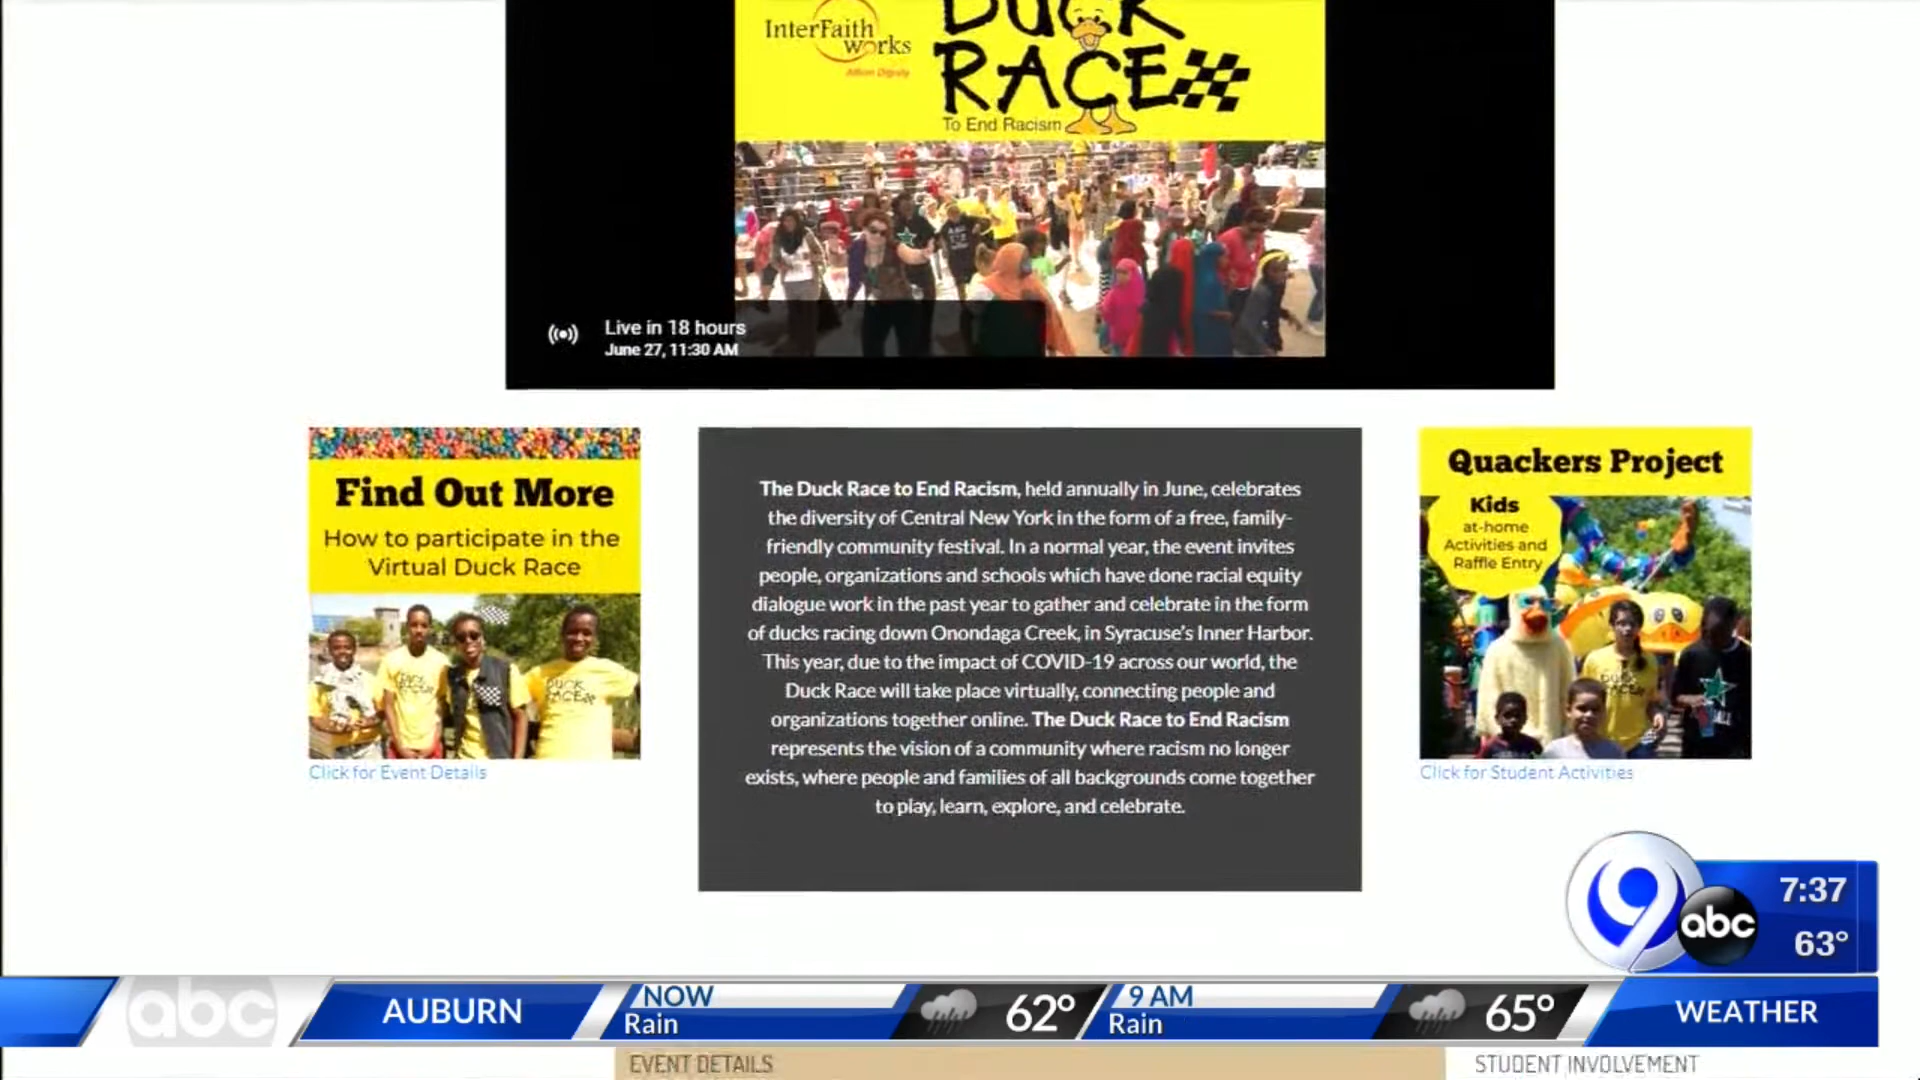 InterFaith
works
Affirm Dignity
DUCK
RACE
To End Racism
Live in 18 hours
June 27, 11:30 AM
Find Out More
How to participate in the
Virtual Duck Race
Click for Event Details
The Duck Race to End Racism, held annually in June, celebrates
the diversity of Central New York in the form of a free, family-
friendly community festival. In a normal year, the event invites
people, organizations and schools which have done racial equity
dialogue work in the past year to gather and celebrate in the form
of ducks racing down Onondaga Creek, in Syracuse's Inner Harbor.
This year, due to the impact of COVID-19 across our world, the
Duck Race will take place virtually, connecting people and
organizations together online. The Duck Race to End Racism
represents the vision of a community where racism no longer
exists, where people and families of all backgrounds come together
to play, learn, explore, and celebrate.
Quackers Project
Kids
at-home
Activities and
Raffle Entry
Click for Student Activities
9
abc
7:37
63°
abc
AUBURN
NOW
Rain
62°
9 AM
Rain
65°
WEATHER
EVENT DETAILS
STUDENT INVOLVEMENT